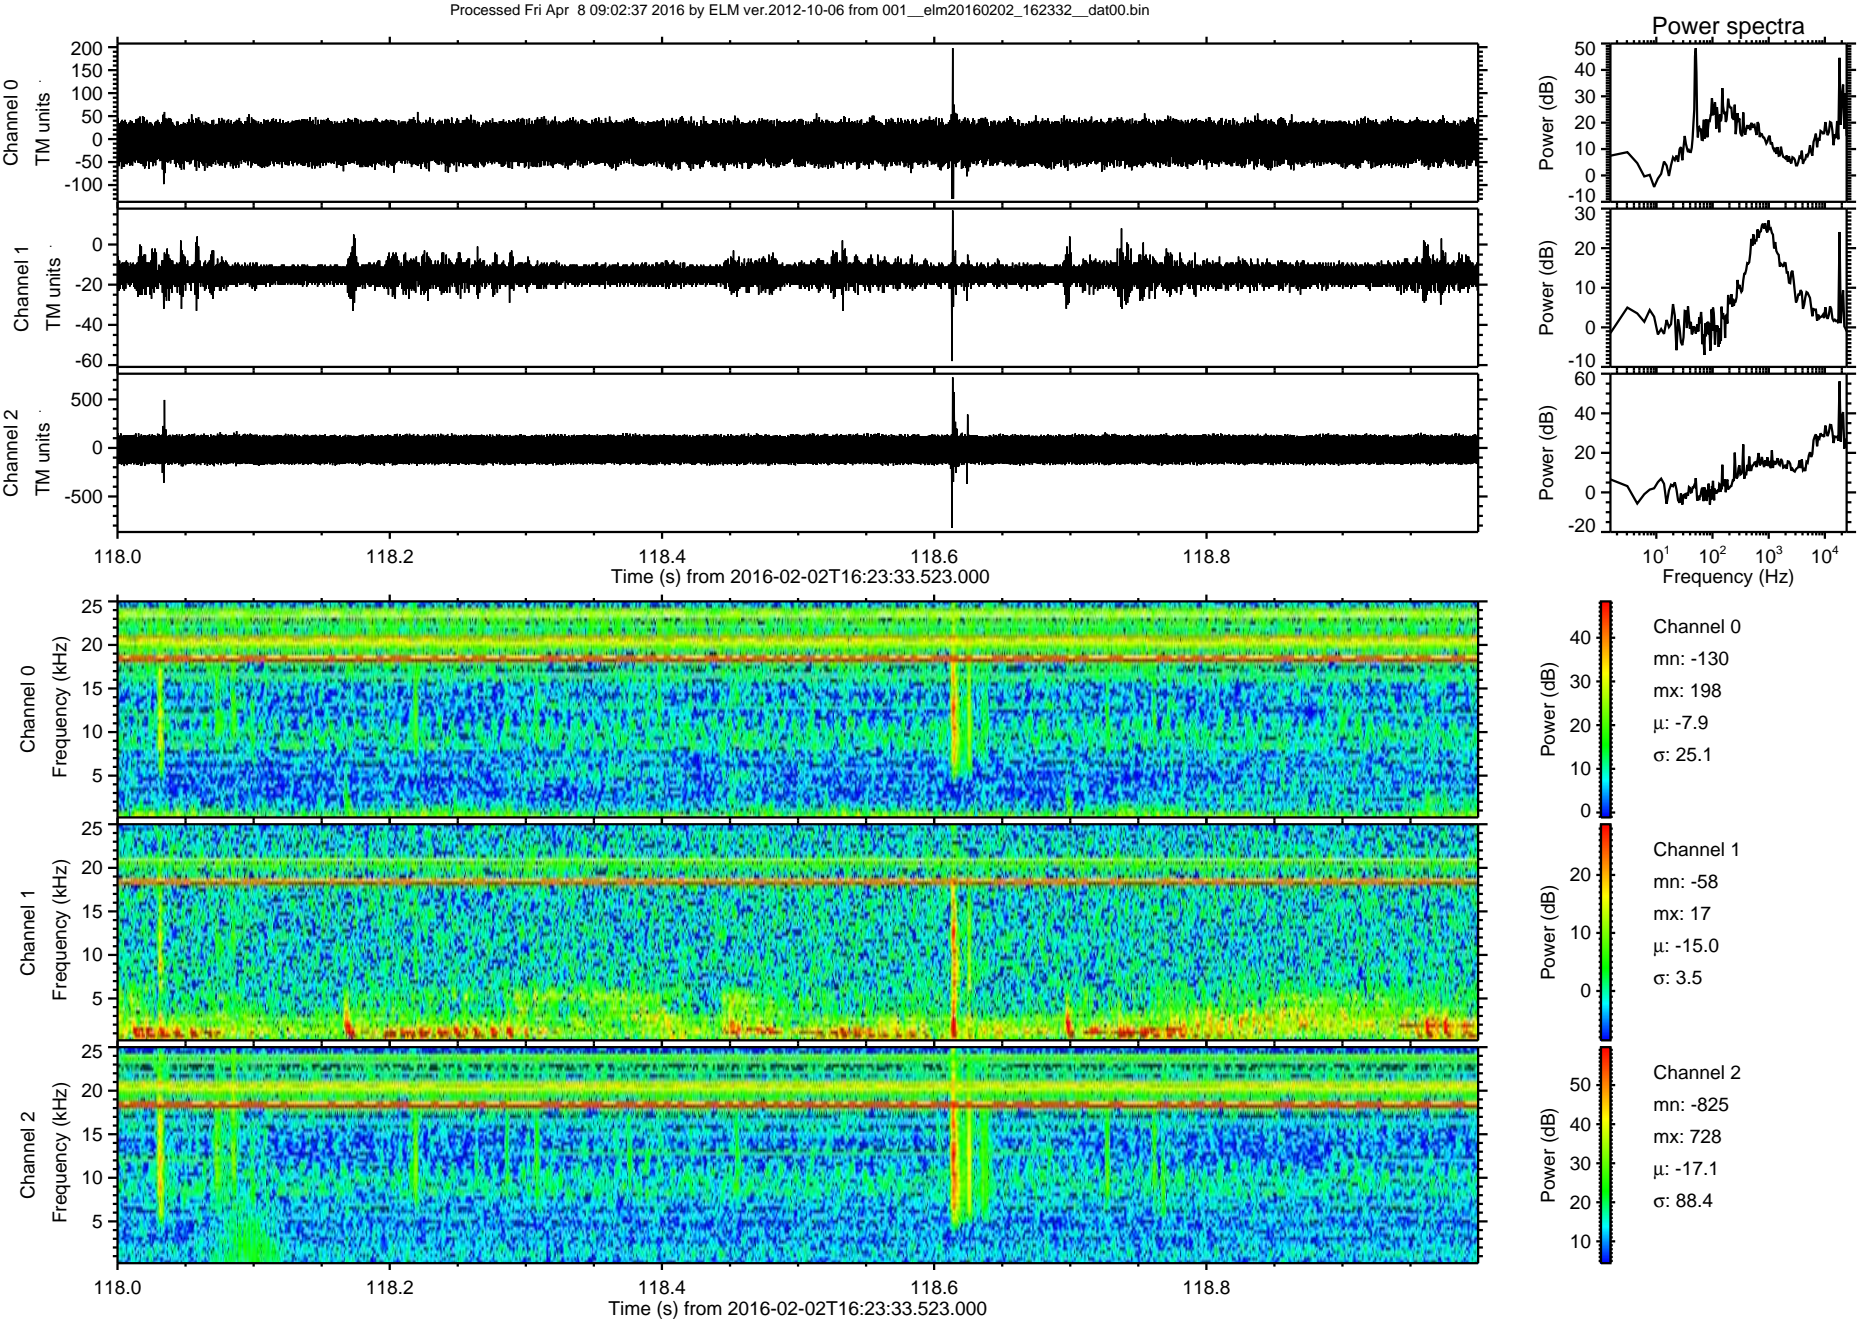 Processed Fri Apr  8 09:02:37 2016 by ELM ver.2012-10-06 from 001__elm20160202_162332__dat00.bin
Power spectra
Channel 0
TM units
200
150
100
50
0
-50
-100
Power (dB)
50
40
30
20
10
0
-10
Channel 1
TM units
0
-20
-40
-60
Power (dB)
30
20
10
0
-10
Channel 2
TM units
500
0
-500
Power (dB)
60
40
20
0
-20
118.0 118.2 118.4 118.6 118.8
Time (s) from 2016-02-02T16:23:33.523.000
10¹ 10² 10³ 10⁴
Frequency (Hz)
Channel 0
Frequency (kHz)
25
20
15
10
5
Power (dB)
40
30
20
10
0
Channel 0
mn: -130
mx: 198
μ: -7.9
σ: 25.1
Channel 1
Frequency (kHz)
25
20
15
10
5
Power (dB)
20
10
0
Channel 1
mn: -58
mx: 17
μ: -15.0
σ: 3.5
Channel 2
Frequency (kHz)
25
20
15
10
5
Power (dB)
50
40
30
20
10
Channel 2
mn: -825
mx: 728
μ: -17.1
σ: 88.4
118.0 118.2 118.4 118.6 118.8
Time (s) from 2016-02-02T16:23:33.523.000